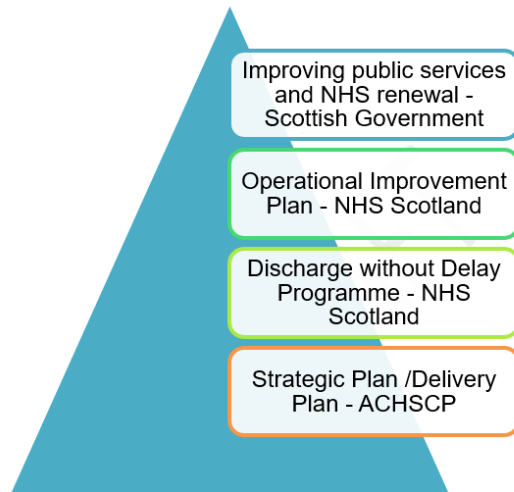 Improving public services
and NHS renewal -
Scottish Government
Operational Improvement
Plan - NHS Scotland
Discharge without Delay
Programme - NHS
Scotland
Strategic Plan /Delivery
Plan - ACHSCP